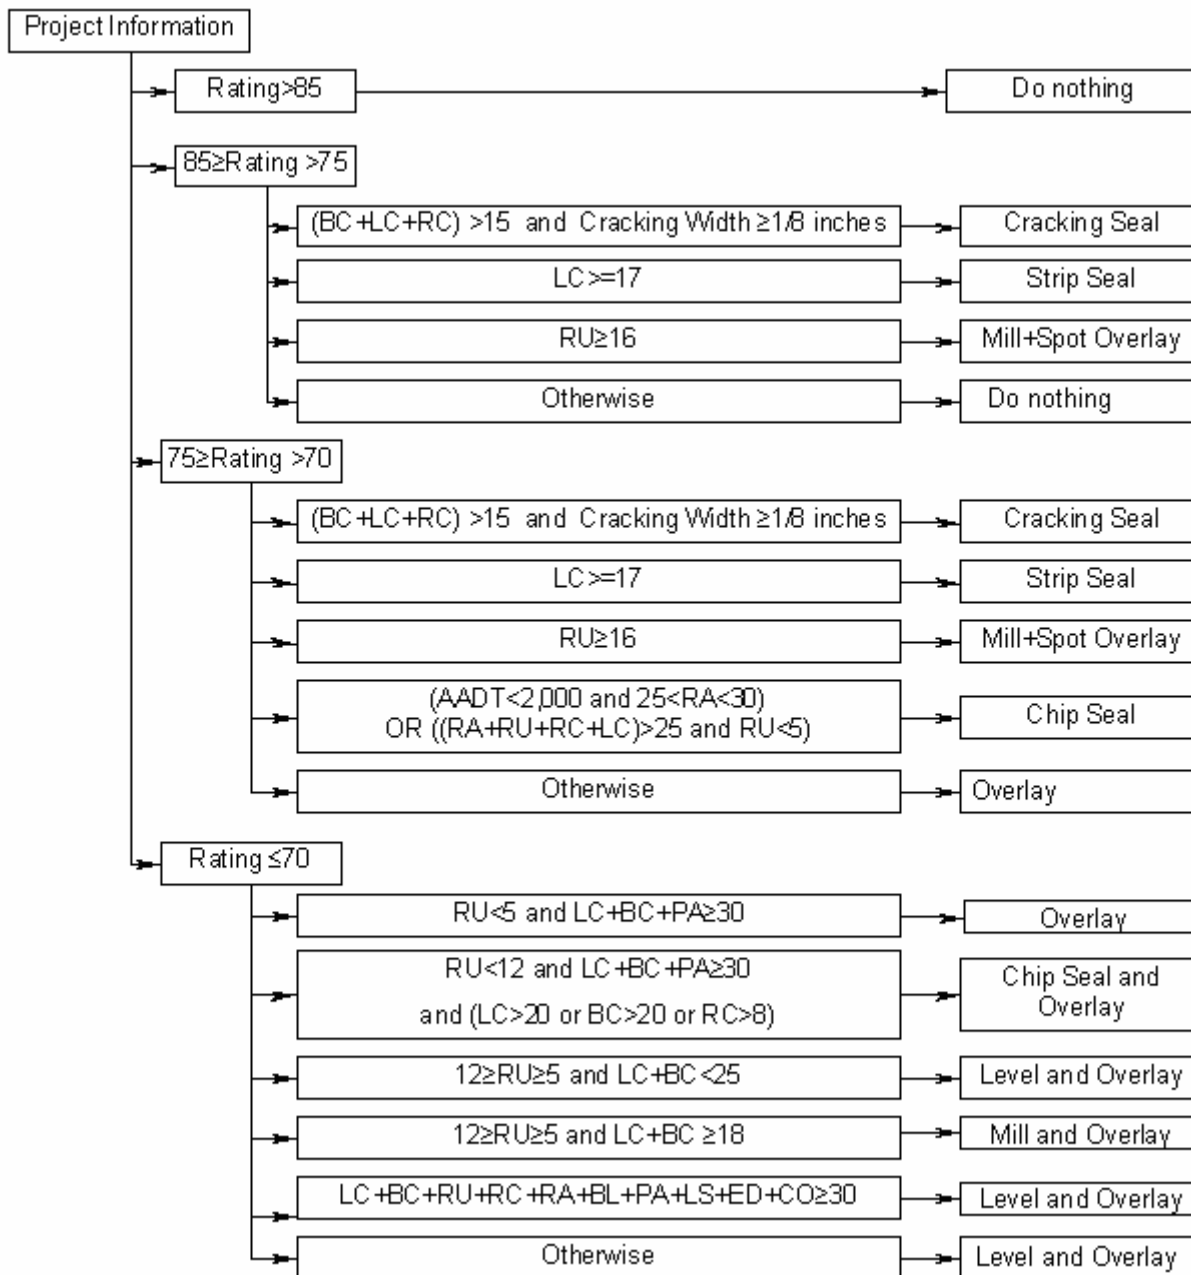 Project Information
Rating>85
Do nothing
85≥Rating >75
(BC+LC+RC) >15 and Cracking Width ≥1/8 inches
Cracking Seal
LC>=17
Strip Seal
RU≥16
Mill+Spot Overlay
Otherwise
Do nothing
75≥Rating >70
(BC+LC+RC) >15 and Cracking Width ≥1/8 inches
Cracking Seal
LC>=17
Strip Seal
RU≥16
Mill+Spot Overlay
(AADT<2,000 and 25<RA<30)
OR ((RA+RU+RC+LC)>25 and RU<5)
Chip Seal
Otherwise
Overlay
Rating ≤70
RU<5 and LC+BC+PA≥30
Overlay
RU<12 and LC+BC+PA≥30
and (LC>20 or BC>20 or RC>8)
Chip Seal and
Overlay
12≥RU≥5 and LC+BC<25
Level and Overlay
12≥RU≥5 and LC+BC ≥18
Mill and Overlay
LC+BC+RU+RC+RA+BL+PA+LS+ED+CO≥30
Level and Overlay
Otherwise
Level and Overlay